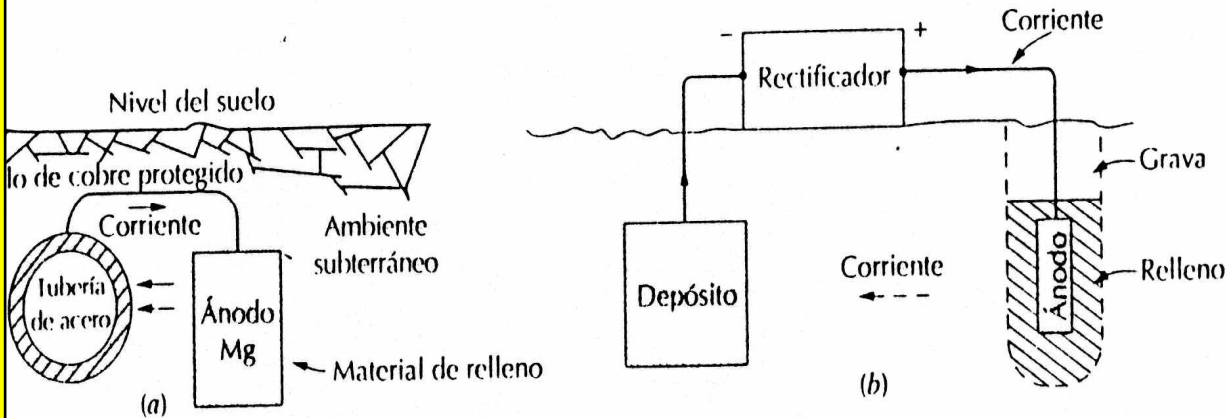 Nivel del suelo
lo de cobre protegido
Corriente
Ambiente
subterráneo
Tubería
de acero
Ánodo
Mg
Material de relleno
(a)
- +
Corriente
Rectificador
Grava
Depósito
Corriente
Ánodo
Relleno
(b)